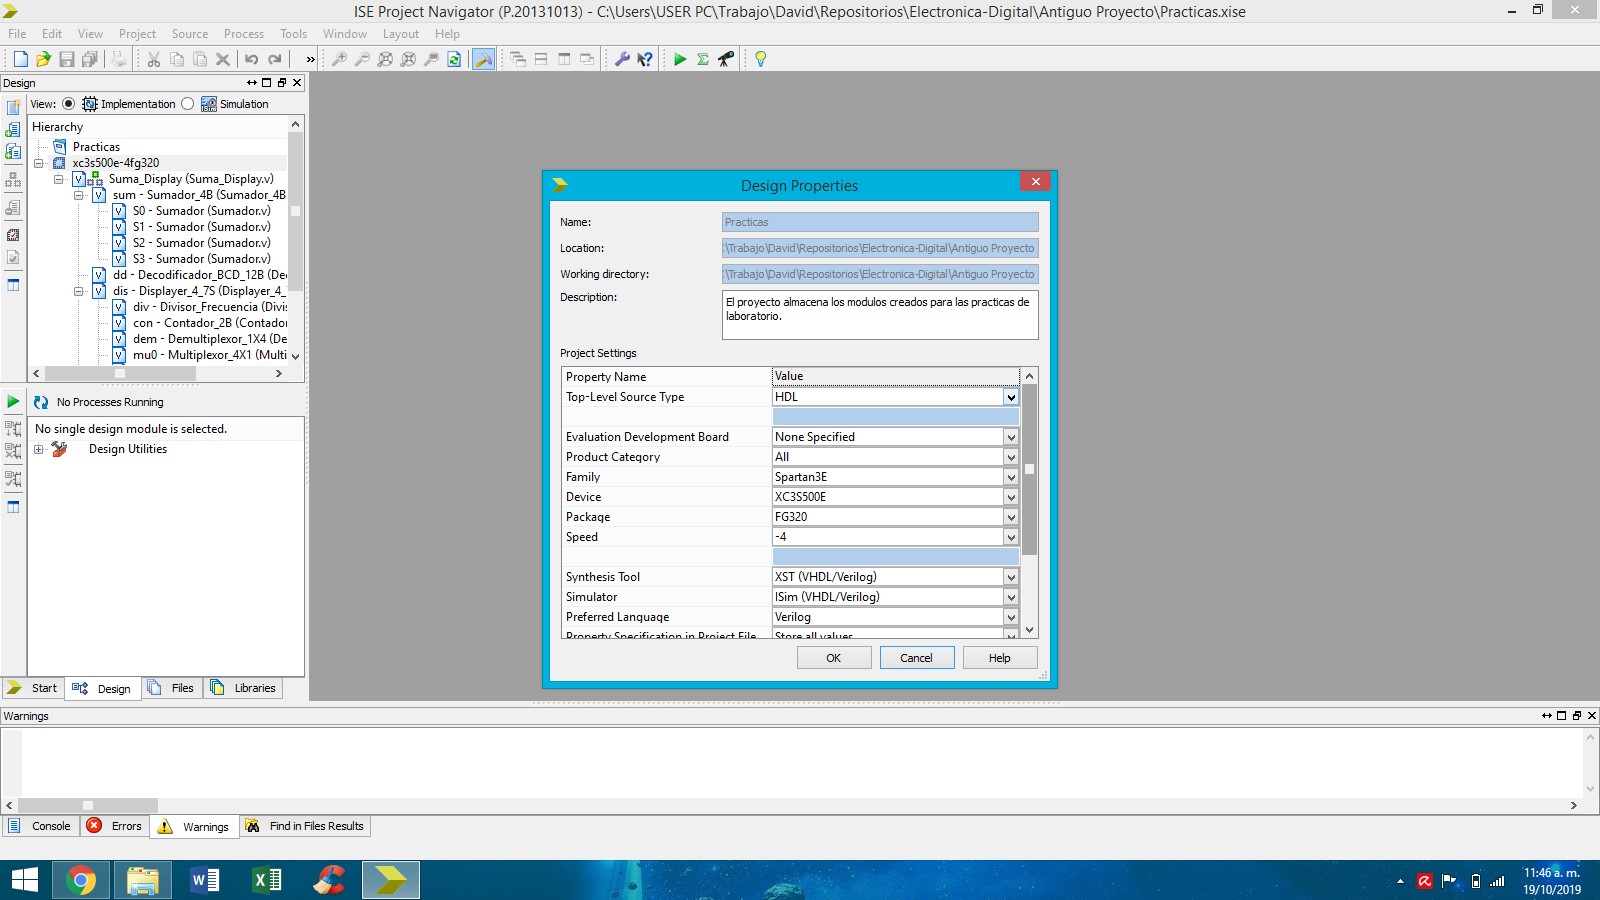 ISE Project Navigator (P.20131013) - C:\Users\USER PC\Trabajo\David\Repositorios\Electronica-Digital\Antiguo Proyecto\Practicas.xise
File Edit View Project Source Process Tools Window Layout Help
»
Design
View: Implementation Simulation
Hierarchy
Practicas
xc3s500e-4fg320
Suma_Display (Suma_Display.v)
sum - Sumador_4B (Sumador_4B
S0 - Sumador (Sumador.v)
S1 - Sumador (Sumador.v)
S2 - Sumador (Sumador.v)
S3 - Sumador (Sumador.v)
dd - Decodificador_BCD_12B (De
dis - Displayer_4_7S (Displayer_4_
div - Divisor_Frecuencia (Divi
con - Contador_2B (Contador
dem - Demultiplexor_1X4 (De
mu0 - Multiplexor_4X1 (Multi
No Processes Running
No single design module is selected.
Design Utilities
Start Design Files Libraries
Design Properties
Name: Practicas
Location: :\Trabajo\David\Repositorios\Electronica-Digital\Antiguo Proyecto
Working directory: :\Trabajo\David\Repositorios\Electronica-Digital\Antiguo Proyecto
Description: El proyecto almacena los modulos creados para las practicas de
laboratorio.
Project Settings
Property Name Value
Top-Level Source Type HDL
Evaluation Development Board None Specified
Product Category All
Family Spartan3E
Device XC3S500E
Package FG320
Speed -4
Synthesis Tool XST (VHDL/Verilog)
Simulator ISim (VHDL/Verilog)
Preferred Language Verilog
Property Specification in Project File Store all values
OK Cancel Help
Warnings
Console Errors Warnings Find in Files Results
11:46 a. m.
19/10/2019